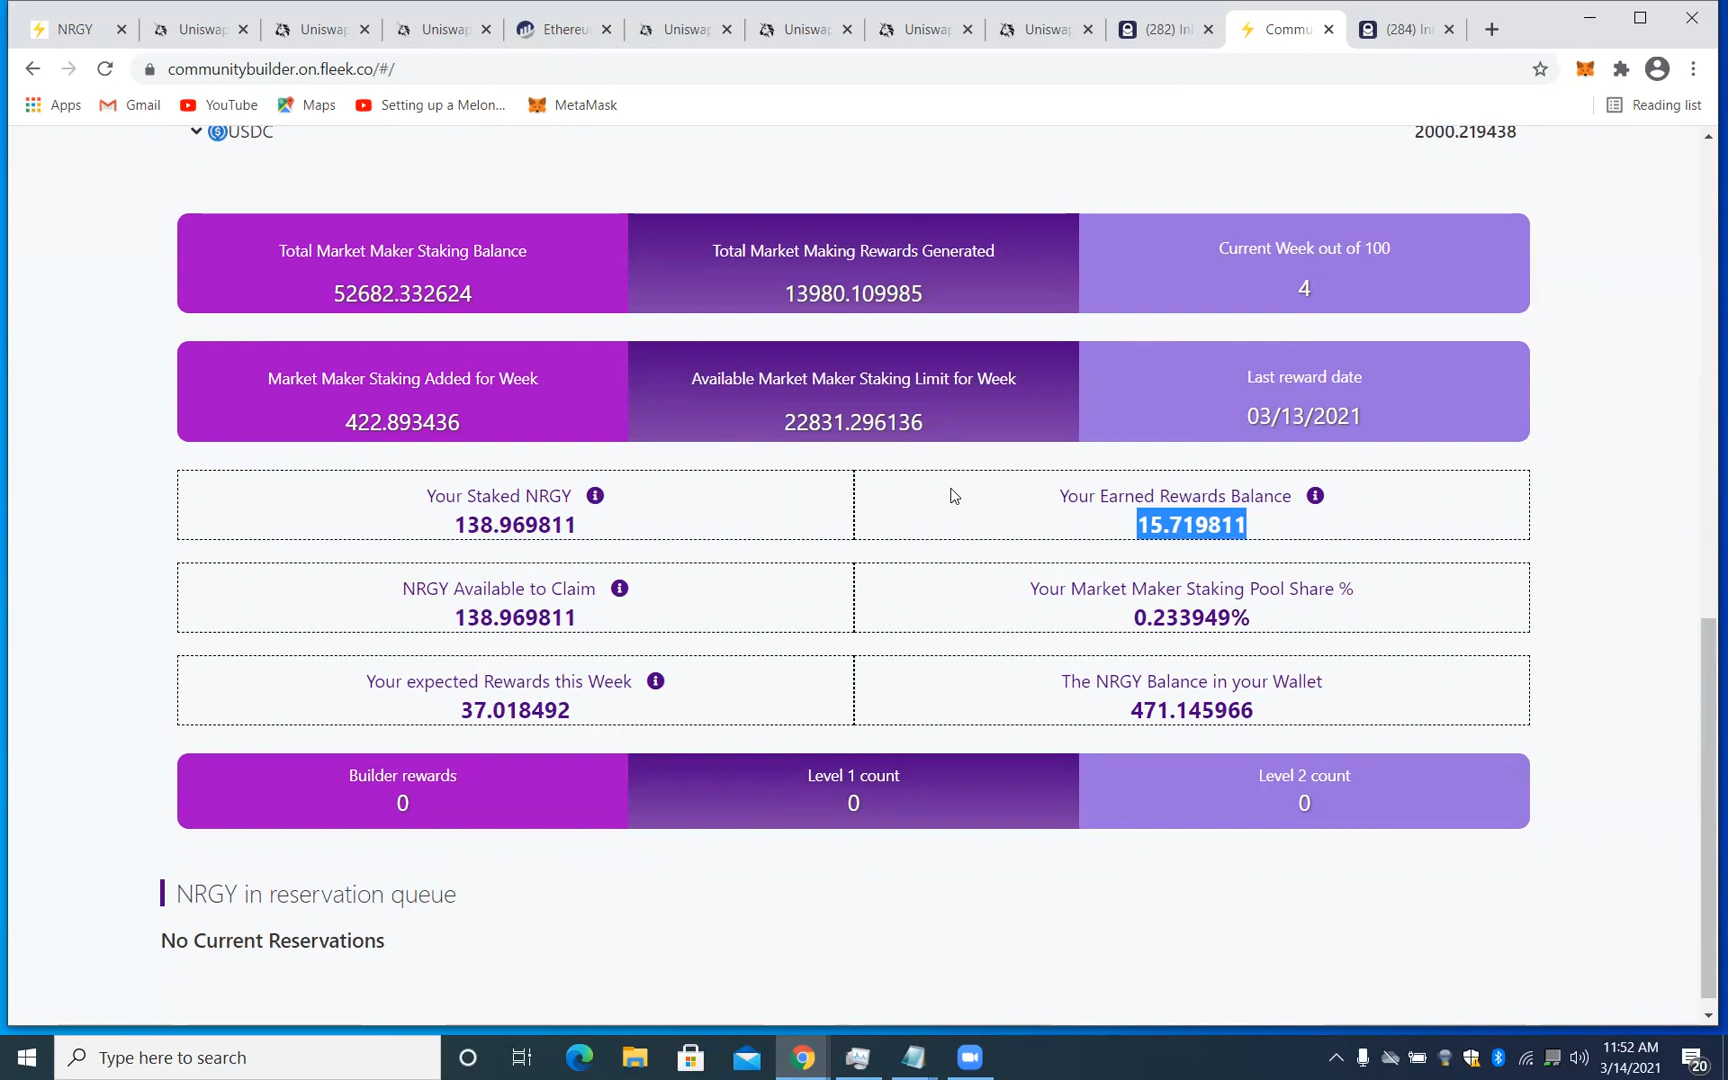 NRGY
Uniswap
Uniswap
Uniswap
Ethereu
Uniswap
Uniswap
Uniswap
Uniswap
(282) Ini
Commu
(284) Ini
communitybuilder.on.fleek.co/#/
Apps
Gmail
YouTube
Maps
Setting up a Melon...
MetaMask
Reading list
USDC
2000.219438
Total Market Maker Staking Balance
52682.332624
Total Market Making Rewards Generated
13980.109985
Current Week out of 100
4
Market Maker Staking Added for Week
422.893436
Available Market Maker Staking Limit for Week
22831.296136
Last reward date
03/13/2021
Your Staked NRGY
138.969811
Your Earned Rewards Balance
15.719811
NRGY Available to Claim
138.969811
Your Market Maker Staking Pool Share %
0.233949%
Your expected Rewards this Week
37.018492
The NRGY Balance in your Wallet
471.145966
Builder rewards
0
Level 1 count
0
Level 2 count
0
NRGY in reservation queue
No Current Reservations
Type here to search
11:52 AM
3/14/2021
20